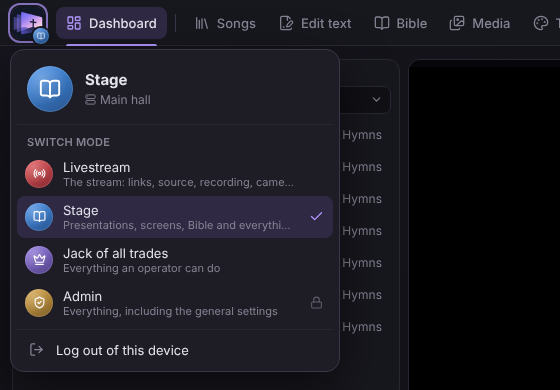 Dashboard
Songs
Edit text
Bible
Media
Stage
Main hall
SWITCH MODE
Livestream
The stream: links, source, recording, came...
Stage
Presentations, screens, Bible and everythi...
Jack of all trades
Everything an operator can do
Admin
Everything, including the general settings
Log out of this device
Hymns
Hymns
Hymns
Hymns
Hymns
Hymns
Hymns